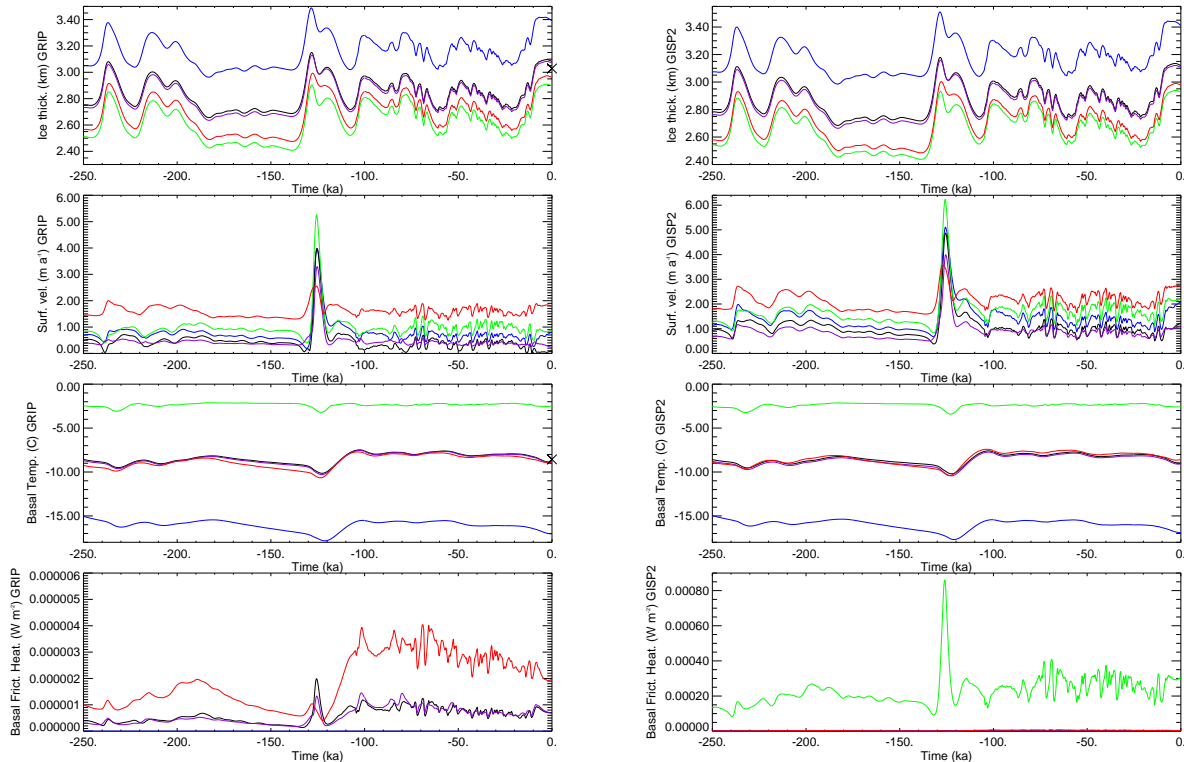 Ice thick. (km) GRIP
3.40
3.20
3.00
2.80
2.60
2.40
-250 -200. -150. -100. -50. 0.
Time (ka)
Ice thick. (km) GISP2
3.40
3.20
3.00
2.80
2.60
2.40
-250 -200. -150. -100. -50. 0.
Time (ka)
Surf. vel. (m a⁻¹) GRIP
6.00
5.00
4.00
3.00
2.00
1.00
0.00
-250. -200. -150. -100. -50. 0.
Time (ka)
Surf. vel. (m a⁻¹) GISP2
6.00
5.00
4.00
3.00
2.00
1.00
0.00
-250. -200. -150. -100. -50. 0.
Time (ka)
Basal Temp. (C) GRIP
0.00
-5.00
-10.00
-15.00
-250. -200. -150. -100. -50. 0.
Time (ka)
Basal Temp. (C) GISP2
0.00
-5.00
-10.00
-15.00
-250. -200. -150. -100. -50. 0.
Time (ka)
Basal Frict. Heat. (W m⁻²) GRIP
0.000006
0.000005
0.000004
0.000003
0.000002
0.000001
0.000000
-250. -200. -150. -100. -50. 0.
Time (ka)
Basal Frict. Heat. (W m⁻²) GISP2
0.00080
0.00060
0.00040
0.00020
0.00000
-250. -200. -150. -100. -50. 0.
Time (ka)